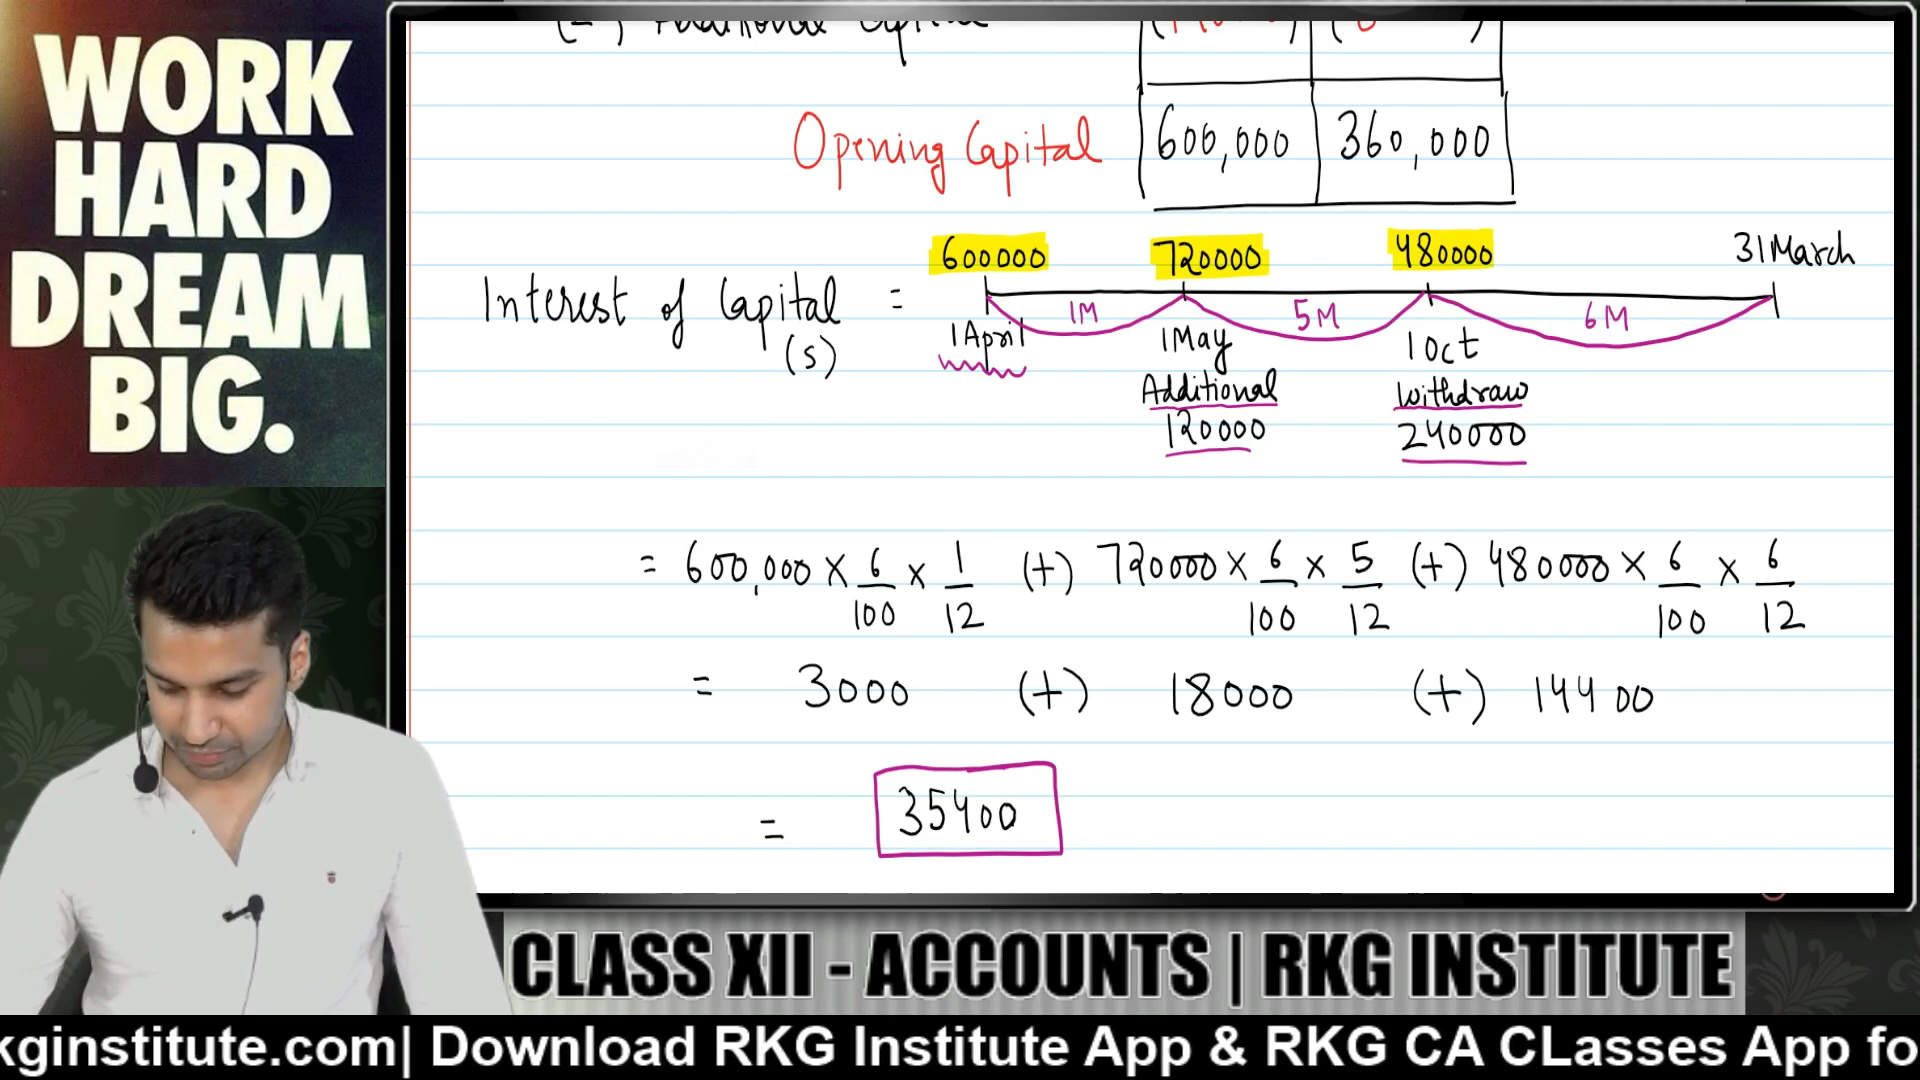 WORK
HARD
DREAM
BIG.
Additional Capital
Opening Capital 600,000 360,000
600000 720000 480000 31 March
Interest of Capital (s) = 1M 5M 6M
1 April 1 May 1 Oct
Additional Withdraw
120000 240000
= 600,000 × 6/100 × 1/12 (+) 720000 × 6/100 × 5/12 (+) 480000 × 6/100 × 6/12
= 3000 (+) 18000 (+) 14400
= 35400
CLASS XII - ACCOUNTS | RKG INSTITUTE
kginstitute.com| Download RKG Institute App & RKG CA CLasses App fo